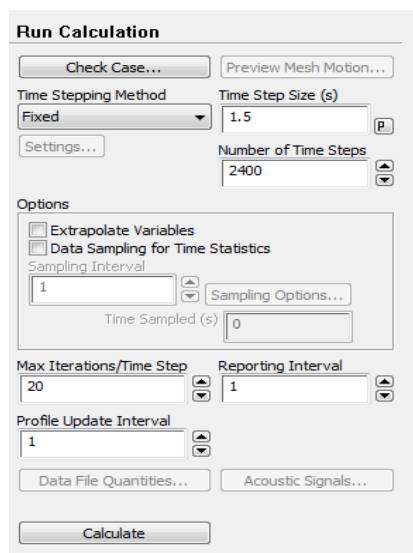 Run Calculation
Check Case... Preview Mesh Motion...
Time Stepping Method Time Step Size (s)
Fixed 1.5 P
Settings... Number of Time Steps
2400
Options
Extrapolate Variables
Data Sampling for Time Statistics
Sampling Interval
1 Sampling Options...
Time Sampled (s) 0
Max Iterations/Time Step Reporting Interval
20 1
Profile Update Interval
1
Data File Quantities... Acoustic Signals...
Calculate